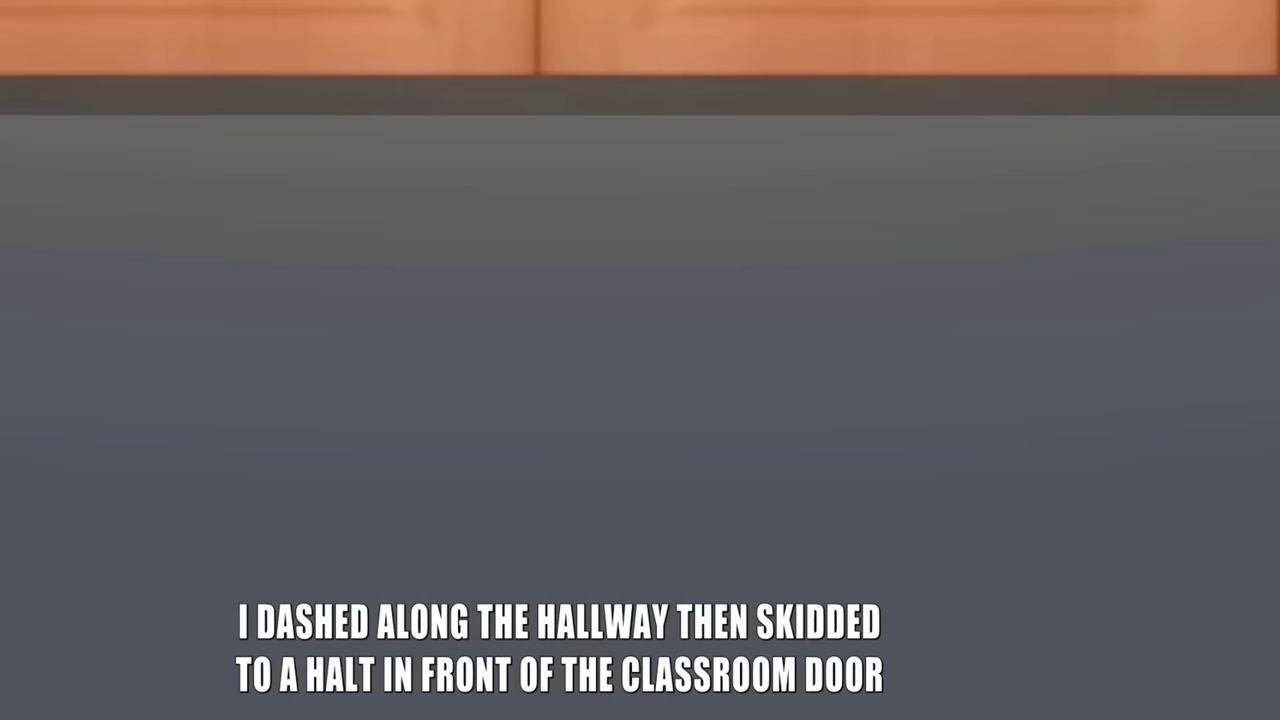 I DASHED ALONG THE HALLWAY THEN SKIDDED
TO A HALT IN FRONT OF THE CLASSROOM DOOR